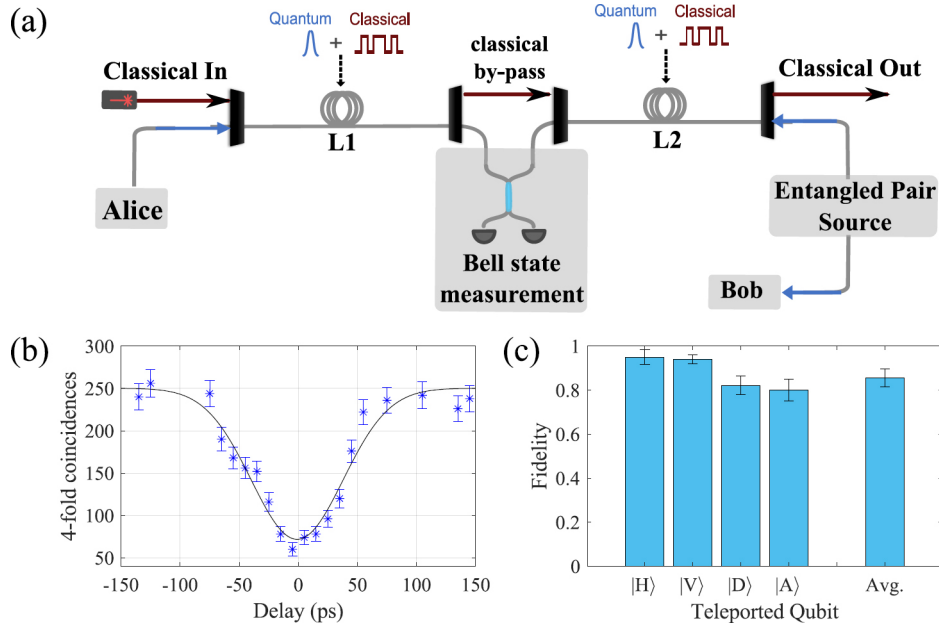 (a)
Quantum
Classical
+
Quantum
Classical
+
Classical In
classical
by-pass
Classical Out
L1
L2
Alice
Bell state
measurement
Entangled Pair
Source
Bob
(b)
300
250
200
150
100
50
4-fold coincidences
-150
-100
-50
0
50
100
150
Delay (ps)
(c)
1
0.8
0.6
0.4
0.2
0
Fidelity
|H⟩
|V⟩
|D⟩
|A⟩
Avg.
Teleported Qubit